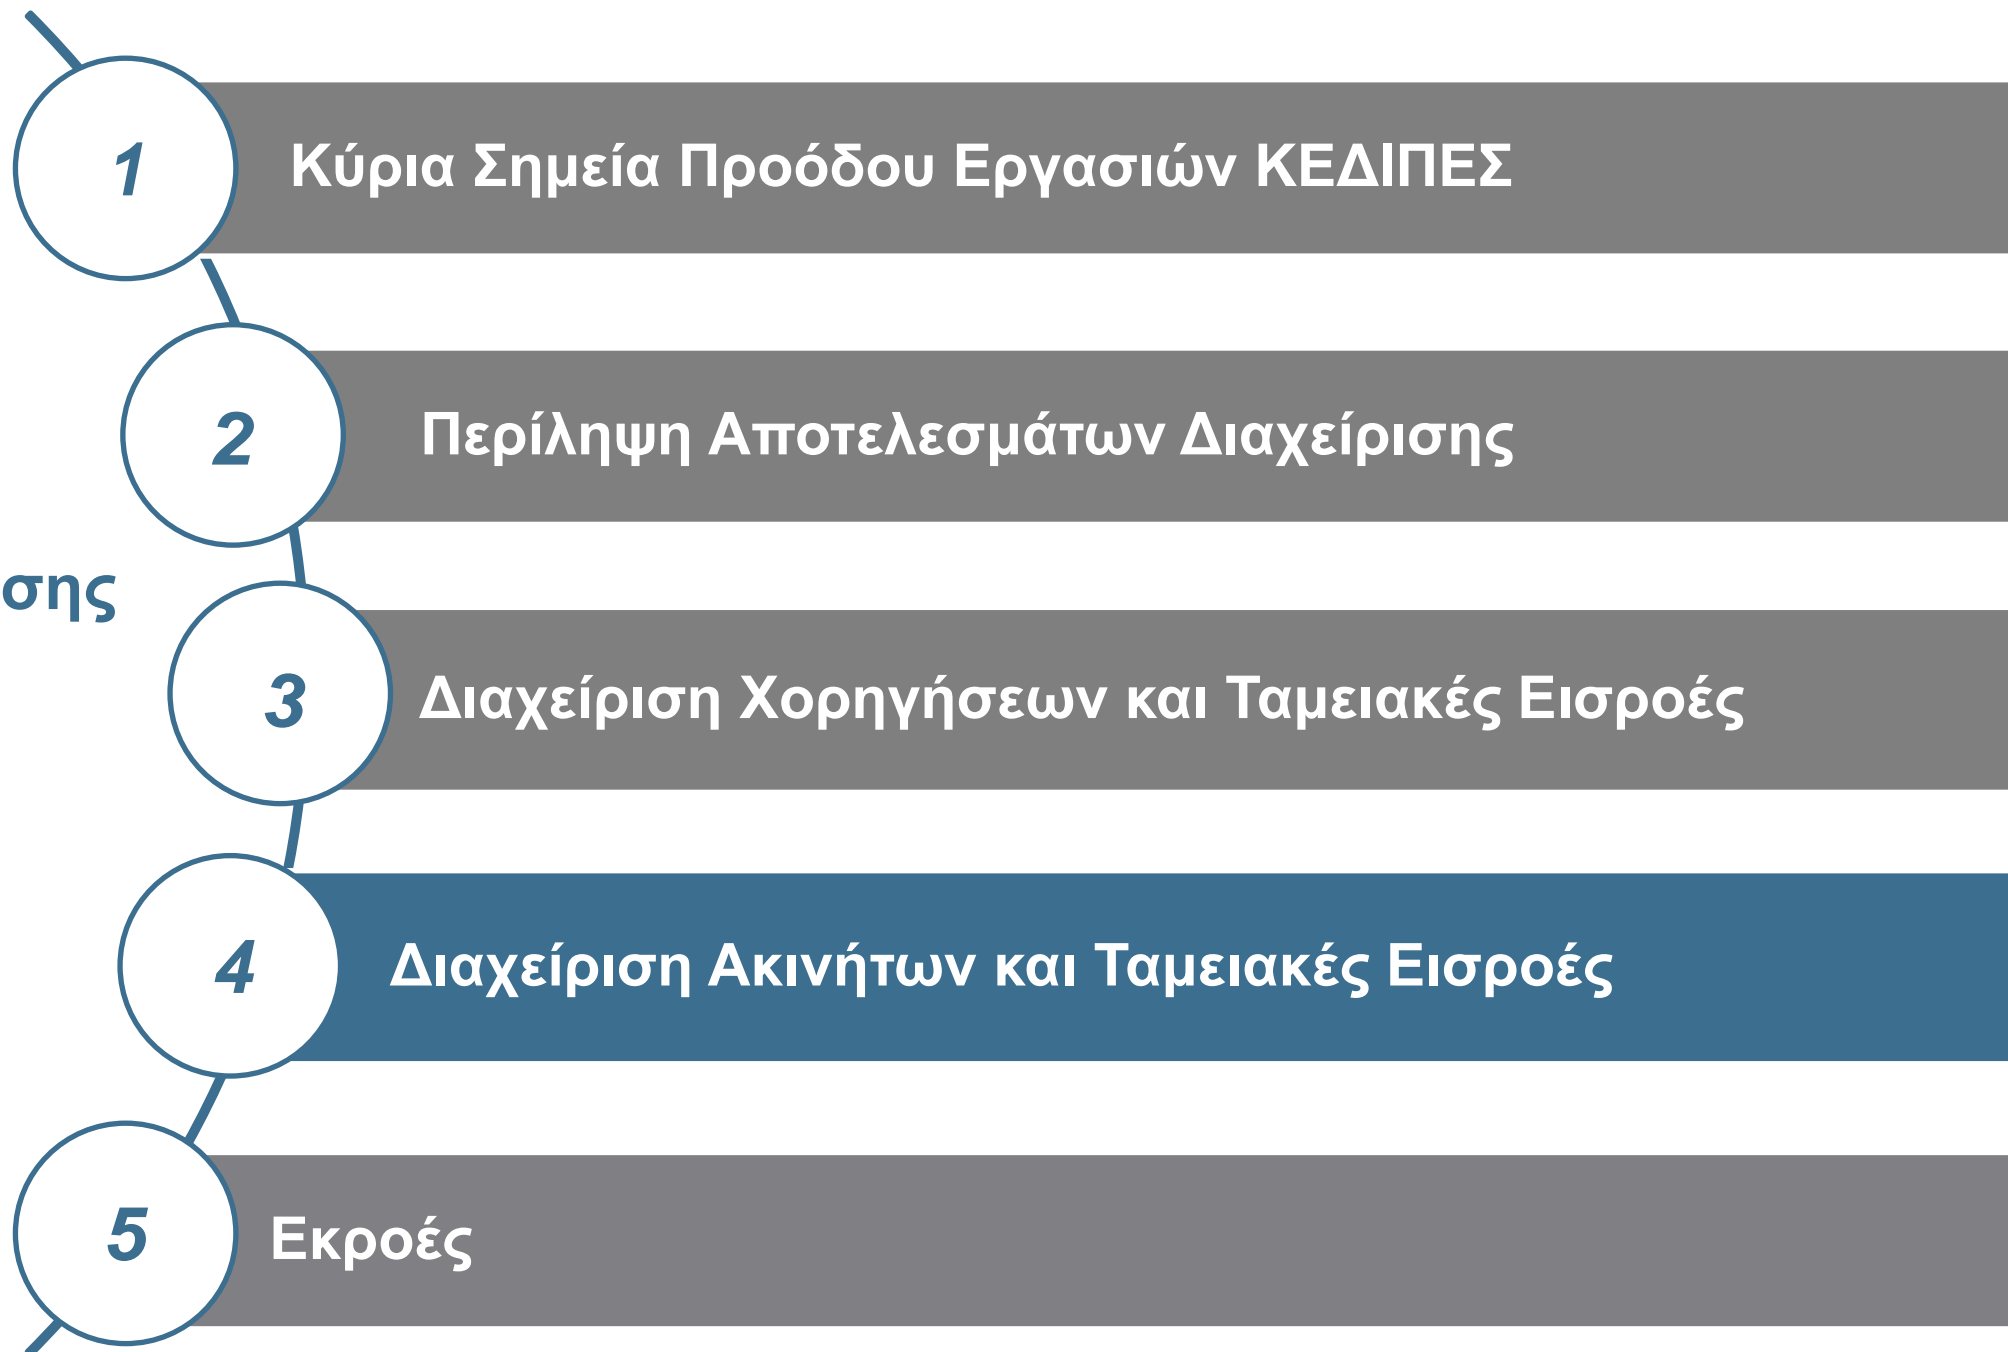 1
Κύρια Σημεία Προόδου Εργασιών ΚΕΔΙΠΕΣ
2
Περίληψη Αποτελεσμάτων Διαχείρισης
σης
3
Διαχείριση Χορηγήσεων και Ταμειακές Εισροές
4
Διαχείριση Ακινήτων και Ταμειακές Εισροές
5
Εκροές